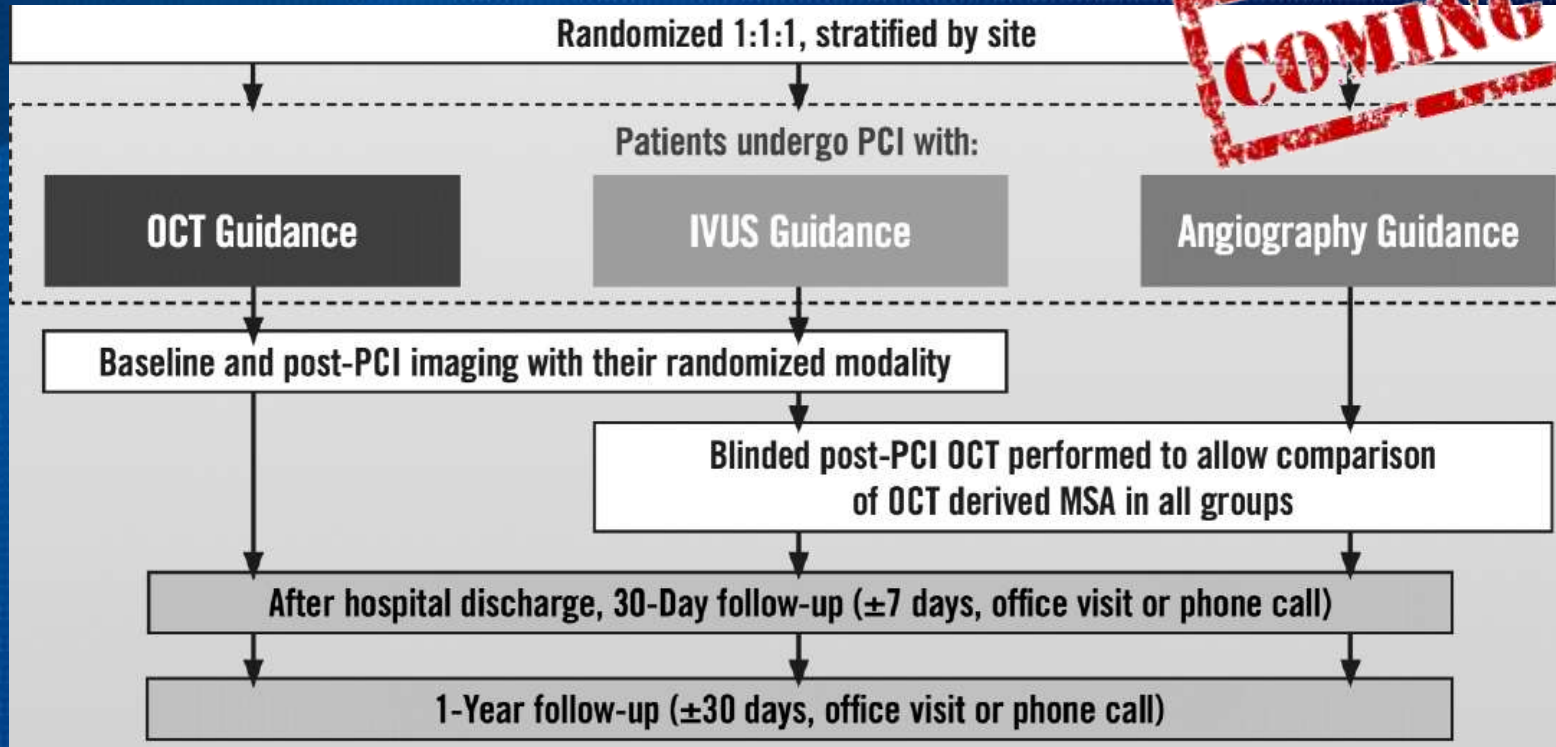 Randomized 1:1:1, stratified by site
COMING
Patients undergo PCI with:
OCT Guidance
IVUS Guidance
Angiography Guidance
Baseline and post-PCI imaging with their randomized modality
Blinded post-PCI OCT performed to allow comparison
of OCT derived MSA in all groups
After hospital discharge, 30-Day follow-up (±7 days, office visit or phone call)
1-Year follow-up (±30 days, office visit or phone call)